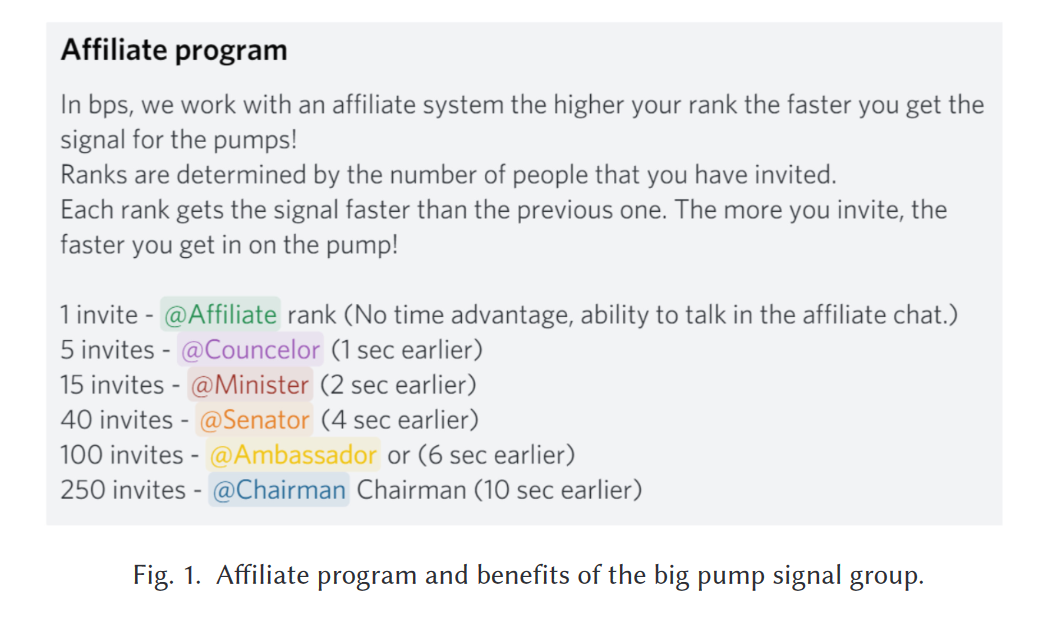 Affiliate program
In bps, we work with an affiliate system the higher your rank the faster you get the
signal for the pumps!
Ranks are determined by the number of people that you have invited.
Each rank gets the signal faster than the previous one. The more you invite, the
faster you get in on the pump!
1 invite - @Affiliate rank (No time advantage, ability to talk in the affiliate chat.)
5 invites - @Councelor (1 sec earlier)
15 invites - @Minister (2 sec earlier)
40 invites - @Senator (4 sec earlier)
100 invites - @Ambassador or (6 sec earlier)
250 invites - @Chairman Chairman (10 sec earlier)
Fig. 1. Affiliate program and benefits of the big pump signal group.